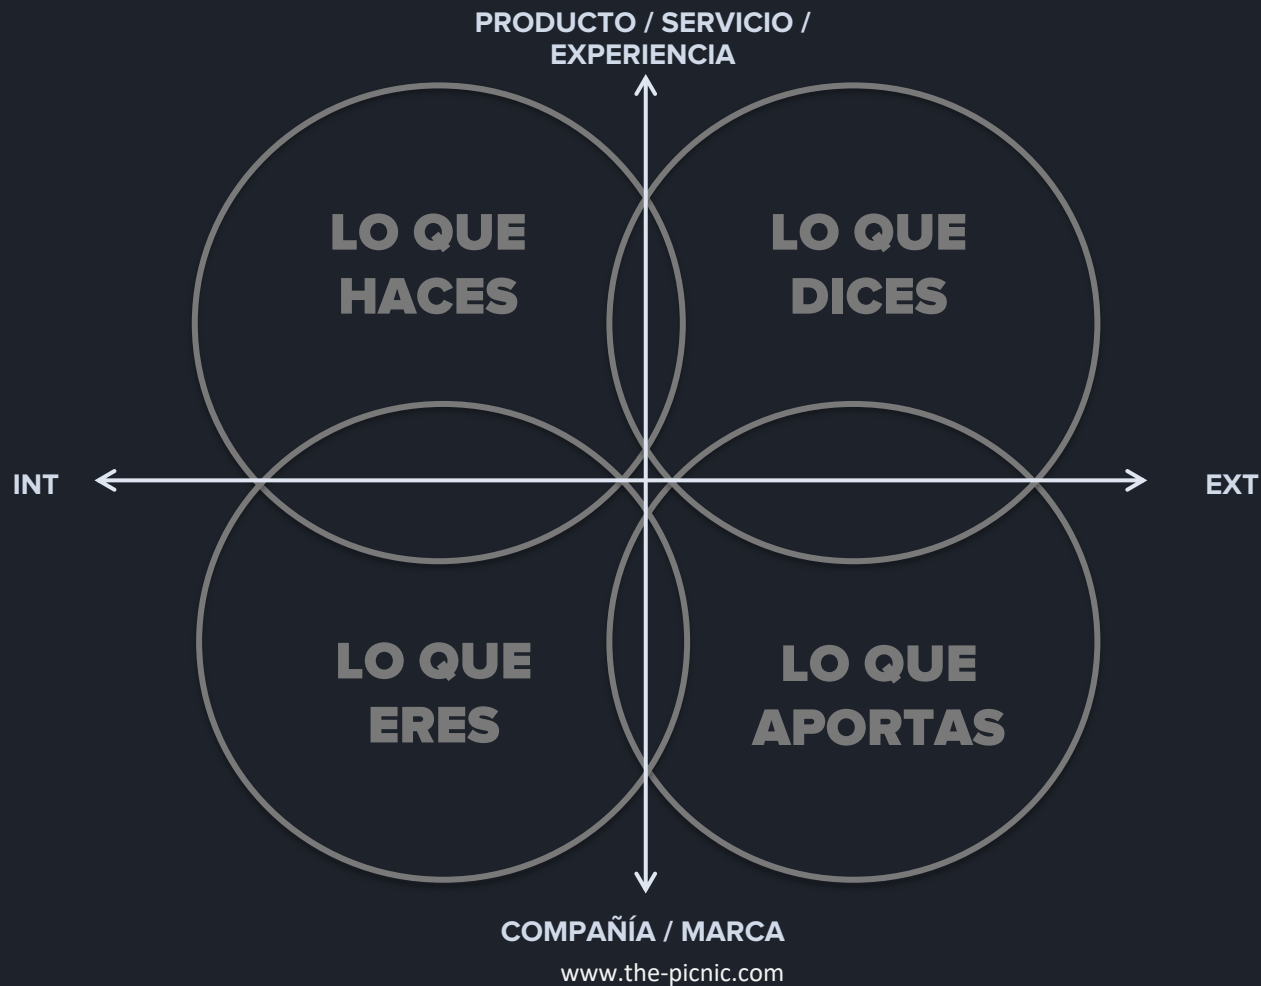 PRODUCTO / SERVICIO /
EXPERIENCIA
LO QUE
HACES
LO QUE
DICES
INT
EXT
LO QUE
ERES
LO QUE
APORTAS
COMPAÑÍA / MARCA
www.the-picnic.com